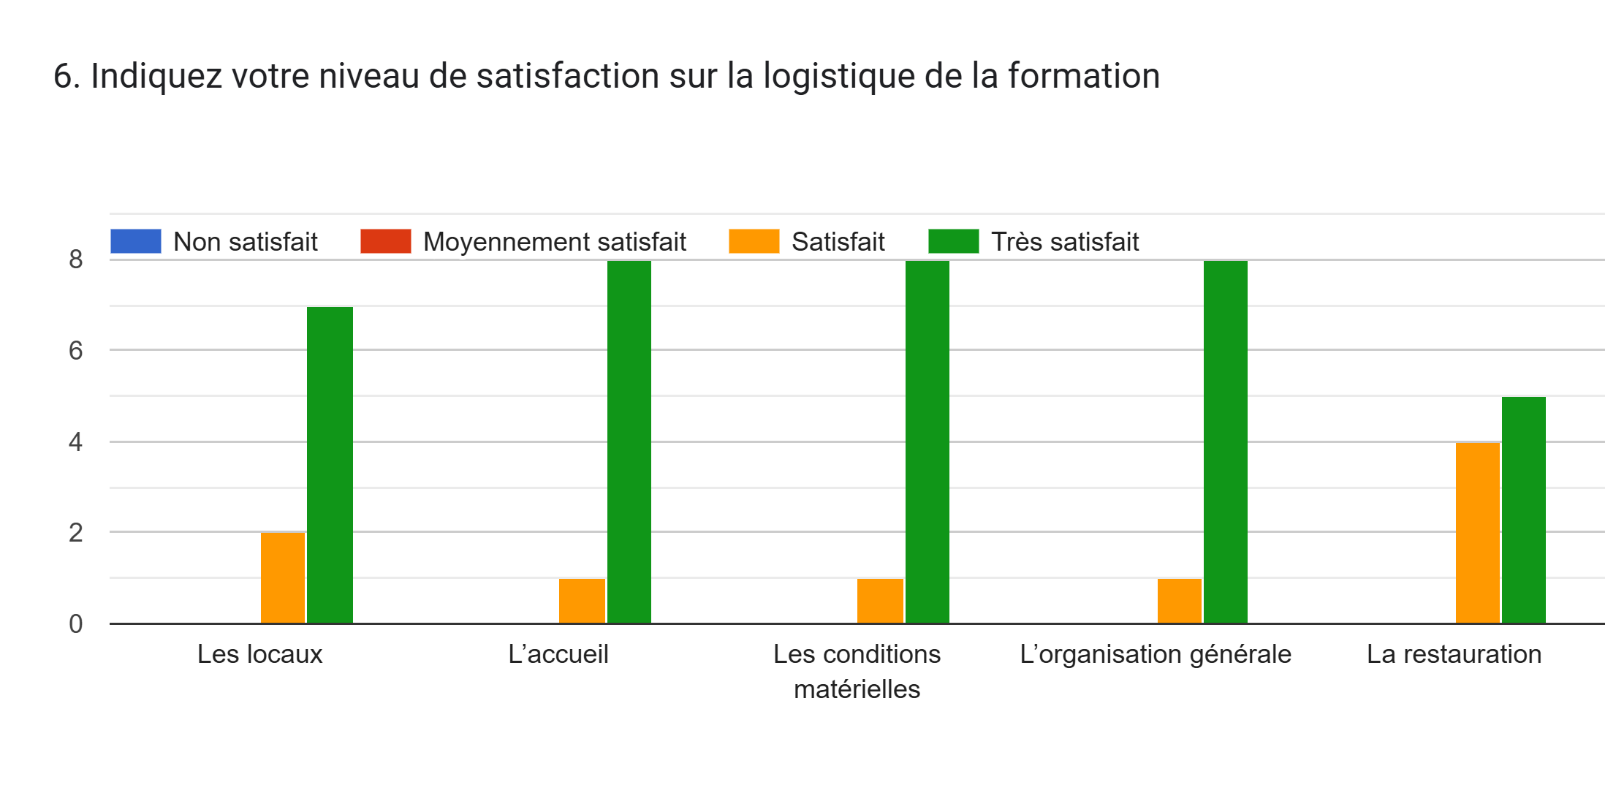 6. Indiquez votre niveau de satisfaction sur la logistique de la formation
Non satisfait Moyennement satisfait Satisfait Très satisfait
8
6
4
2
0
Les locaux L’accueil Les conditions L’organisation générale La restauration
matérielles